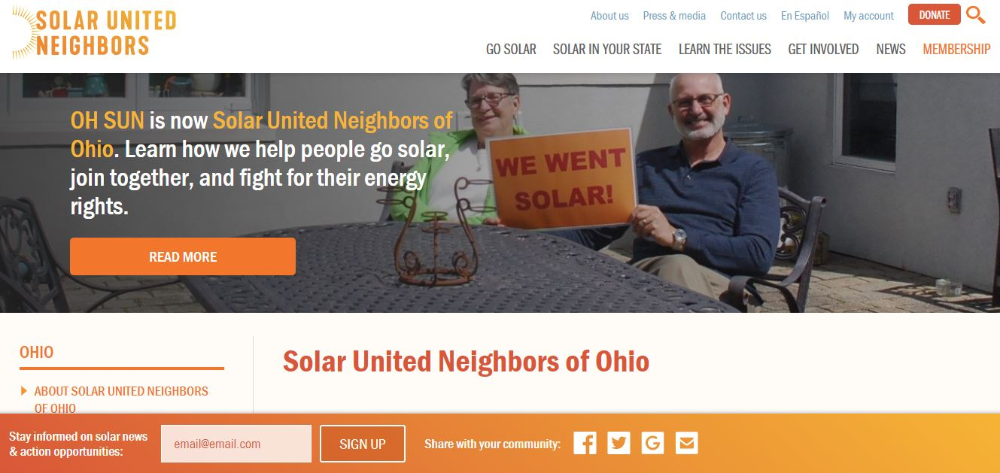 SOLAR UNITED
NEIGHBORS
About us
Press & media
Contact us
En Español
My account
DONATE
GO SOLAR
SOLAR IN YOUR STATE
LEARN THE ISSUES
GET INVOLVED
NEWS
MEMBERSHIP
OH SUN is now Solar United Neighbors of
Ohio. Learn how we help people go solar,
join together, and fight for their energy
rights.
READ MORE
WE WENT
SOLAR!
OHIO
ABOUT SOLAR UNITED NEIGHBORS
OF OHIO
Solar United Neighbors of Ohio
Stay informed on solar news
& action opportunities:
email@email.com
SIGN UP
Share with your community: